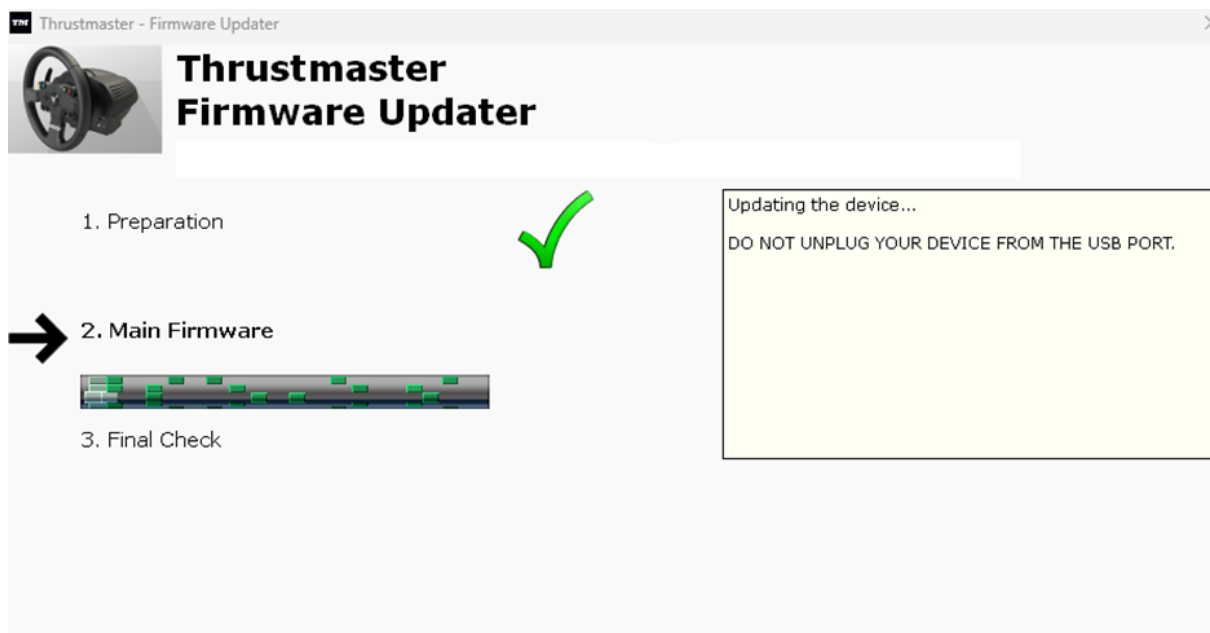 TM Thrustmaster - Firmware Updater
Thrustmaster
Firmware Updater
1. Preparation
2. Main Firmware
3. Final Check
Updating the device...
DO NOT UNPLUG YOUR DEVICE FROM THE USB PORT.